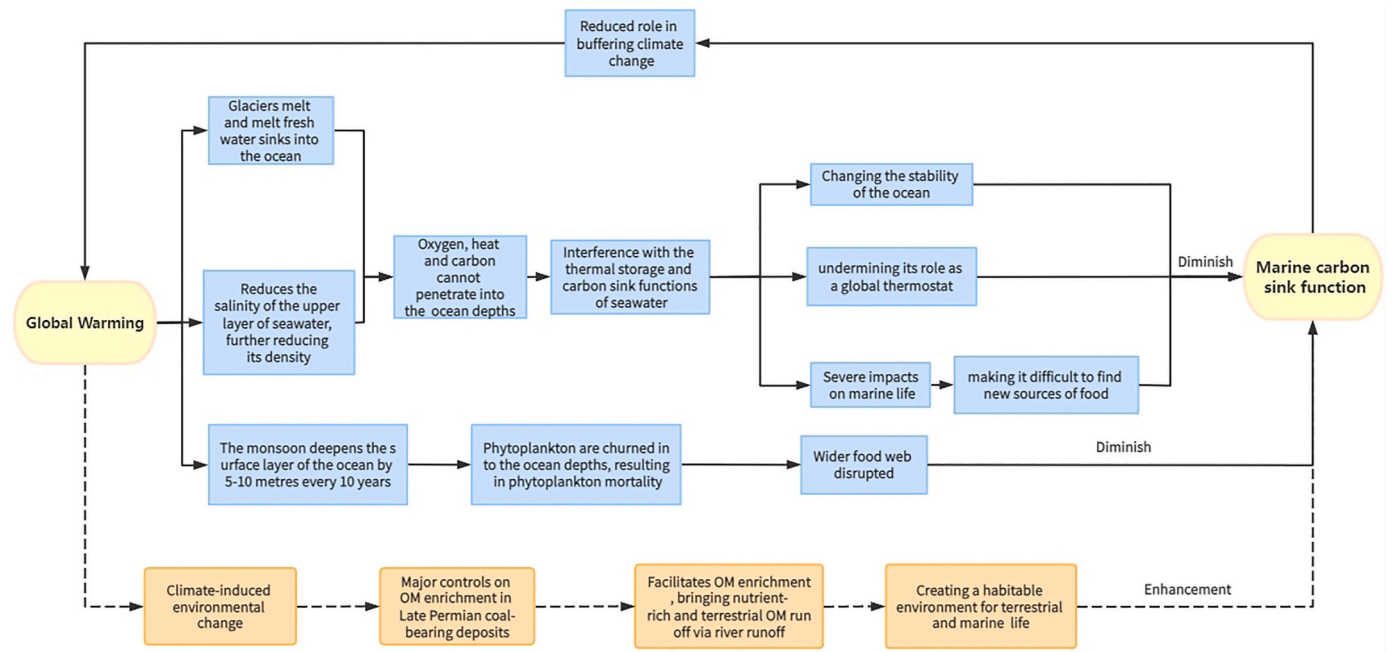 Reduced role in
buffering climate
change
Glaciers melt
and melt fresh
water sinks into
the ocean
Changing the stability
of the ocean
Oxygen, heat
and carbon
cannot
penetrate into
the ocean depths
Interference with the
thermal storage and
carbon sink functions
of seawater
undermining its role as
a global thermostat
Diminish
Marine carbon
sink function
Global Warming
Reduces the
salinity of the upper
layer of seawater,
further reducing
its density
Severe impacts
on marine life
making it difficult to find
new sources of food
The monsoon deepens the s
urface layer of the ocean by
5-10 metres every 10 years
Phytoplankton are churned in
to the ocean depths, resulting
in phytoplankton mortality
Wider food web
disrupted
Diminish
Climate-induced
environmental
change
Major controls on
OM enrichment in
Late Permian coal-
bearing deposits
Facilitates OM enrichment
, bringing nutrient-
rich and terrestrial OM run
off via river runoff
Creating a habitable
environment for terrestrial
and marine life
Enhancement